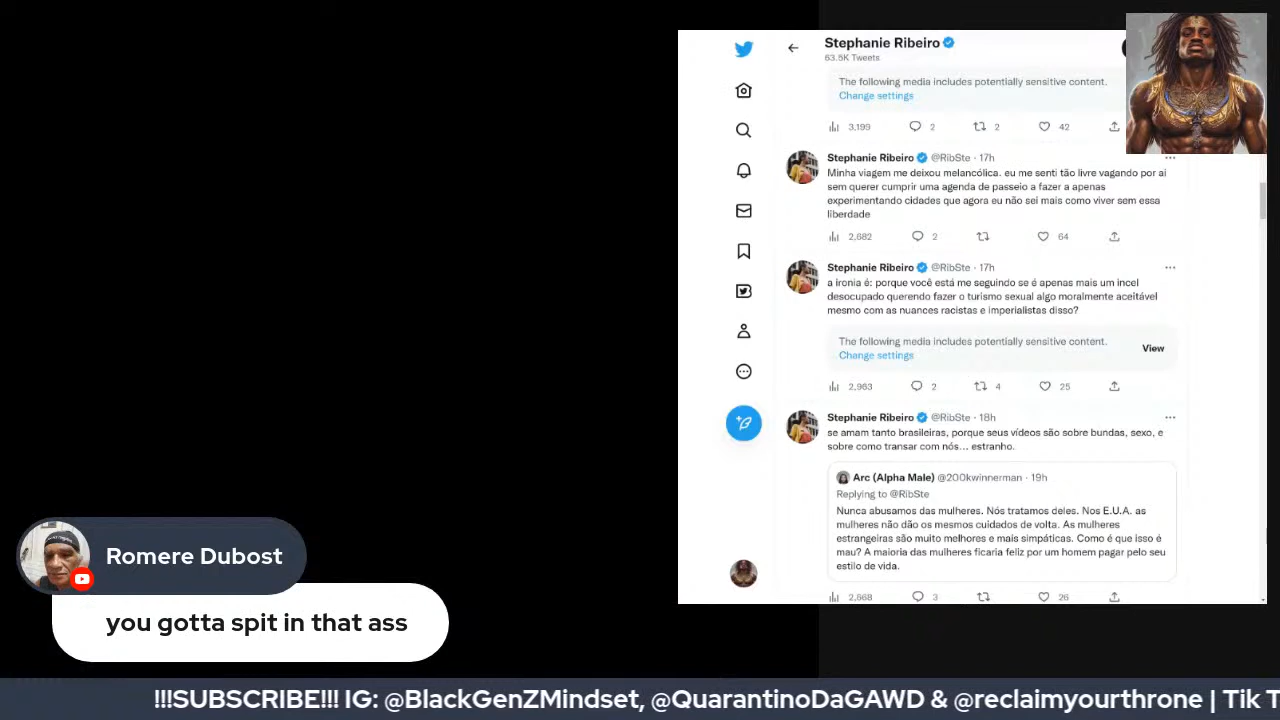 Stephanie Ribeiro
63.5K Tweets
The following media includes potentially sensitive content.
Change settings
3,199 2 2 42
Stephanie Ribeiro @RibSte · 17h
Minha viagem me deixou melancólica. eu me senti tão livre vagando por ai
sem querer cumprir uma agenda de passeio a fazer a apenas
experimentando cidades que agora eu não sei mais como viver sem essa
liberdade
2,682 2 64
Stephanie Ribeiro @RibSte · 17h
a ironia é: porque você está me seguindo se é apenas mais um incel
desocupado querendo fazer o turismo sexual algo moralmente aceitável
mesmo com as nuances racistas e imperialistas disso?
The following media includes potentially sensitive content.
Change settings
View
2,963 2 4 25
Stephanie Ribeiro @RibSte · 18h
se amam tanto brasileiras, porque seus vídeos são sobre bundas, sexo, e
sobre como transar com nós... estranho.
Arc (Alpha Male) @200kwinnerman · 19h
Replying to @RibSte
Nunca abusamos das mulheres. Nós tratamos deles. Nos E.U.A. as
mulheres não dão os mesmos cuidados de volta. As mulheres
estrangeiras são muito melhores e mais simpáticas. Como é que isso é
mau? A maioria das mulheres ficaria feliz por um homem pagar pelo seu
estilo de vida.
2,668 3 26
Romere Dubost
you gotta spit in that ass
!!!SUBSCRIBE!!! IG: @BlackGenZMindset, @QuarantinoDaGAWD & @reclaimyourthrone | Tik T